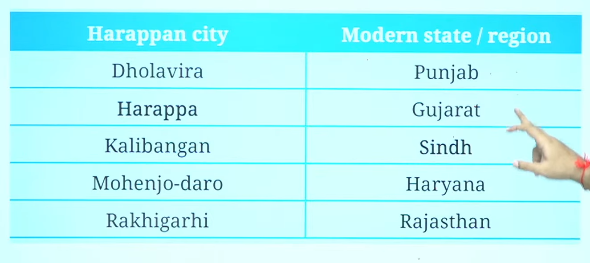 Harappan city Modern state / region
Dholavira Punjab
Harappa Gujarat
Kalibangan Sindh
Mohenjo-daro Haryana
Rakhigarhi Rajasthan